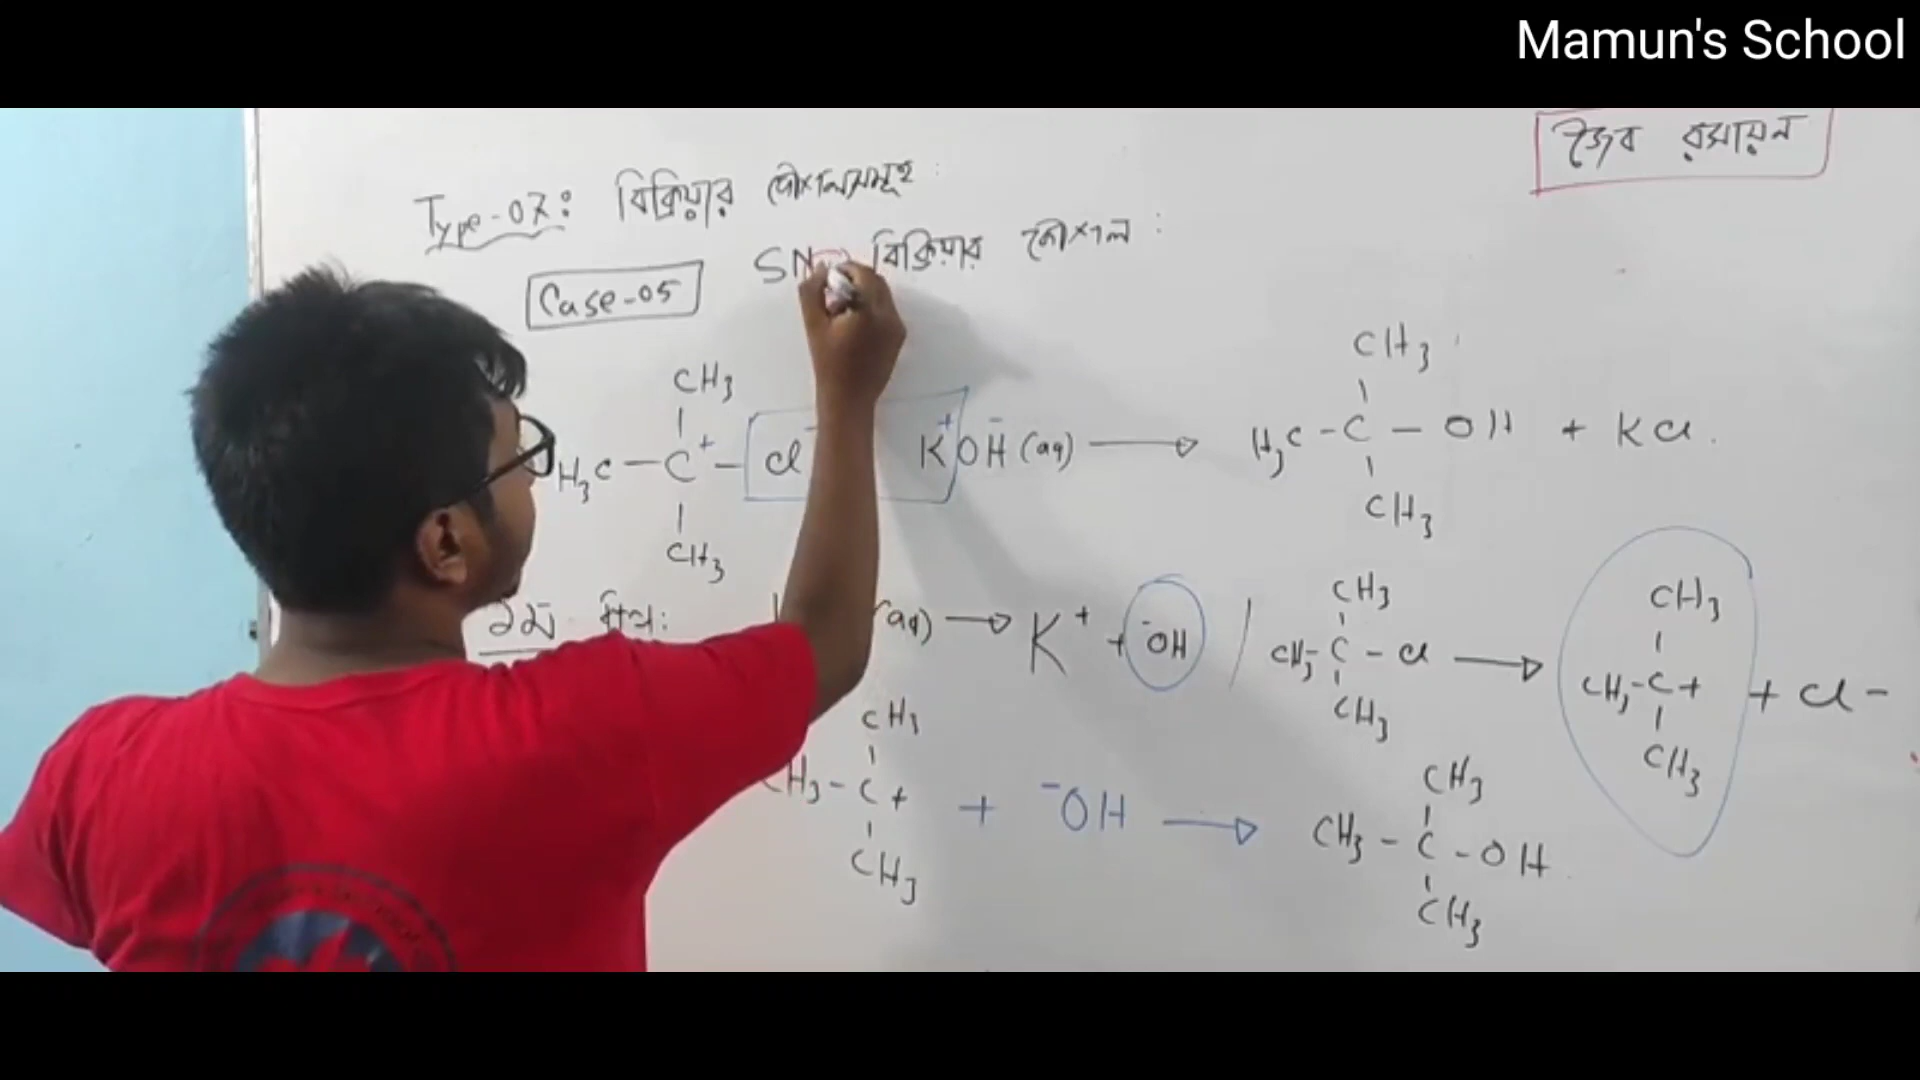 Mamun's School
জৈব রসায়ন
Type-07: বিক্রিয়ার কৌশলসমূহ :
Case-05 SN বিক্রিয়ার কৌশল :
CH3
H3C - C+ - Cl- K+ OH- (aq) → H3C - C - OH + KCl.
CH3
CH3
CH3
১ম ধাপ: (aq) → K+ + -OH / CH3 - C - Cl → CH3 - C+ + Cl-
CH3
CH3
CH3
CH3
CH3
H3 - C+ + -OH → CH3 - C - OH
CH3
CH3
CH3